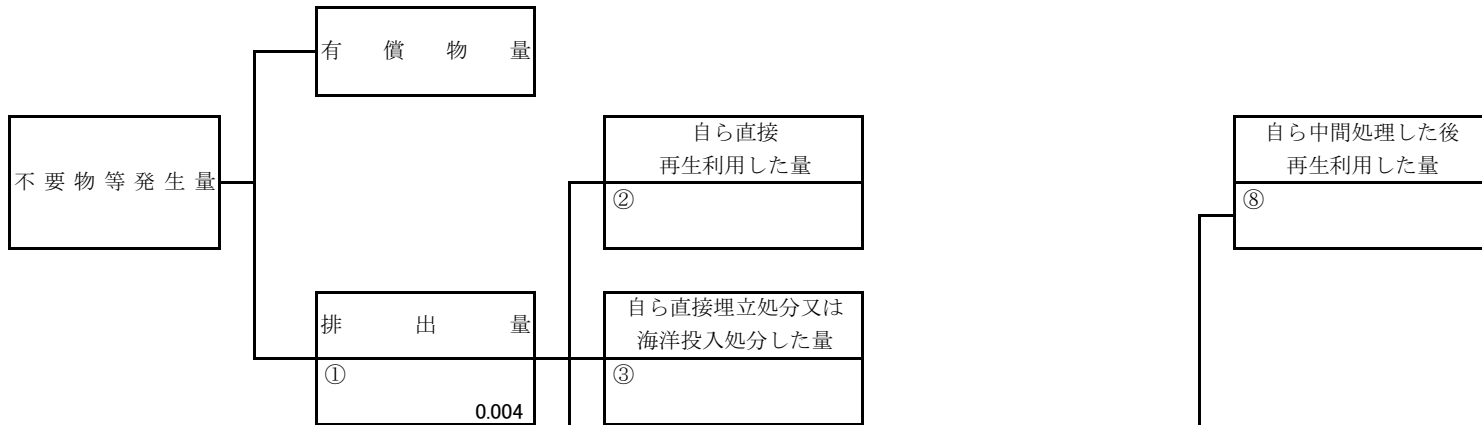 有償物量
自ら直接
再生利用した量
自ら中間処理した後
再生利用した量
不要物等発生量
②
⑧
排出量
自ら直接埋立処分又は
海洋投入処分した量
①
③
0.004